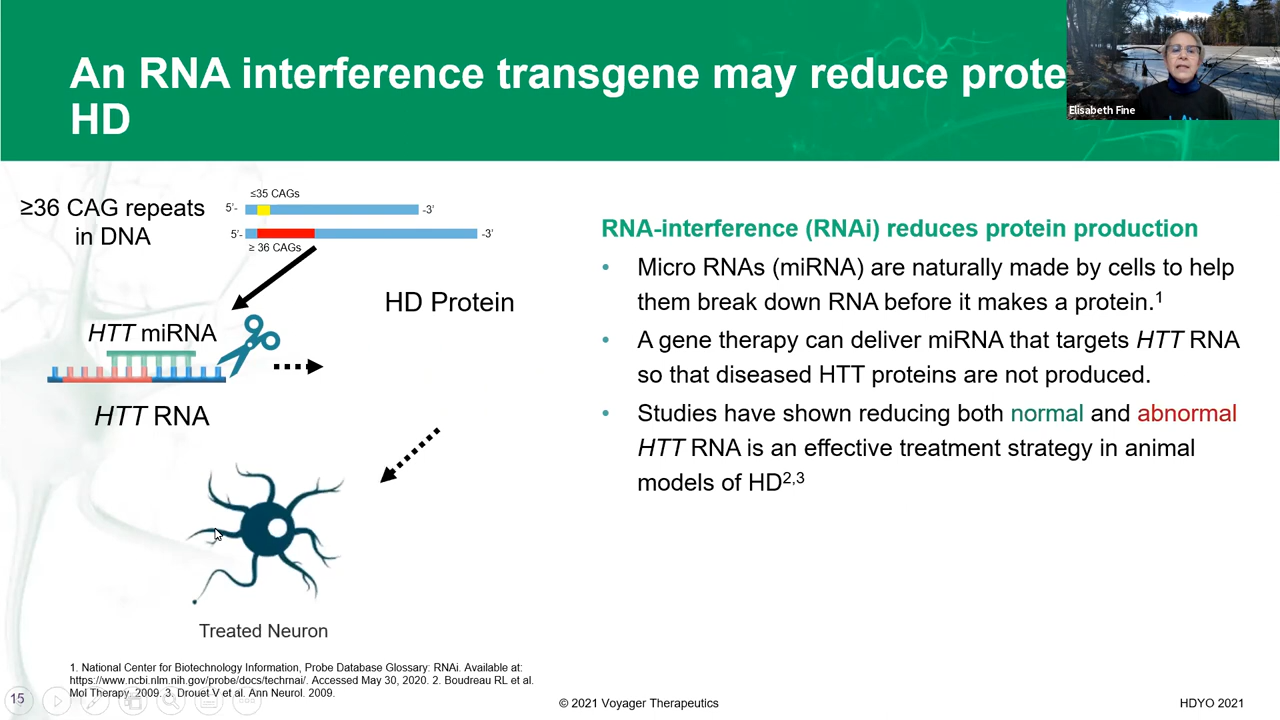 An RNA interference transgene may reduce prote
HD
Elisabeth Fine
≥36 CAG repeats
in DNA
≤35 CAGs
5'-
-3'
5'-
-3'
≥ 36 CAGs
HD Protein
HTT miRNA
HTT RNA
Treated Neuron
RNA-interference (RNAi) reduces protein production
• Micro RNAs (miRNA) are naturally made by cells to help
them break down RNA before it makes a protein.1
• A gene therapy can deliver miRNA that targets HTT RNA
so that diseased HTT proteins are not produced.
• Studies have shown reducing both normal and abnormal
HTT RNA is an effective treatment strategy in animal
models of HD2,3
1. National Center for Biotechnology Information, Probe Database Glossary: RNAi. Available at:
https://www.ncbi.nlm.nih.gov/probe/docs/techrnai/. Accessed May 30, 2020. 2. Boudreau RL et al.
Mol Therapy. 2009. 3. Drouet V et al. Ann Neurol. 2009.
15
© 2021 Voyager Therapeutics
HDYO 2021